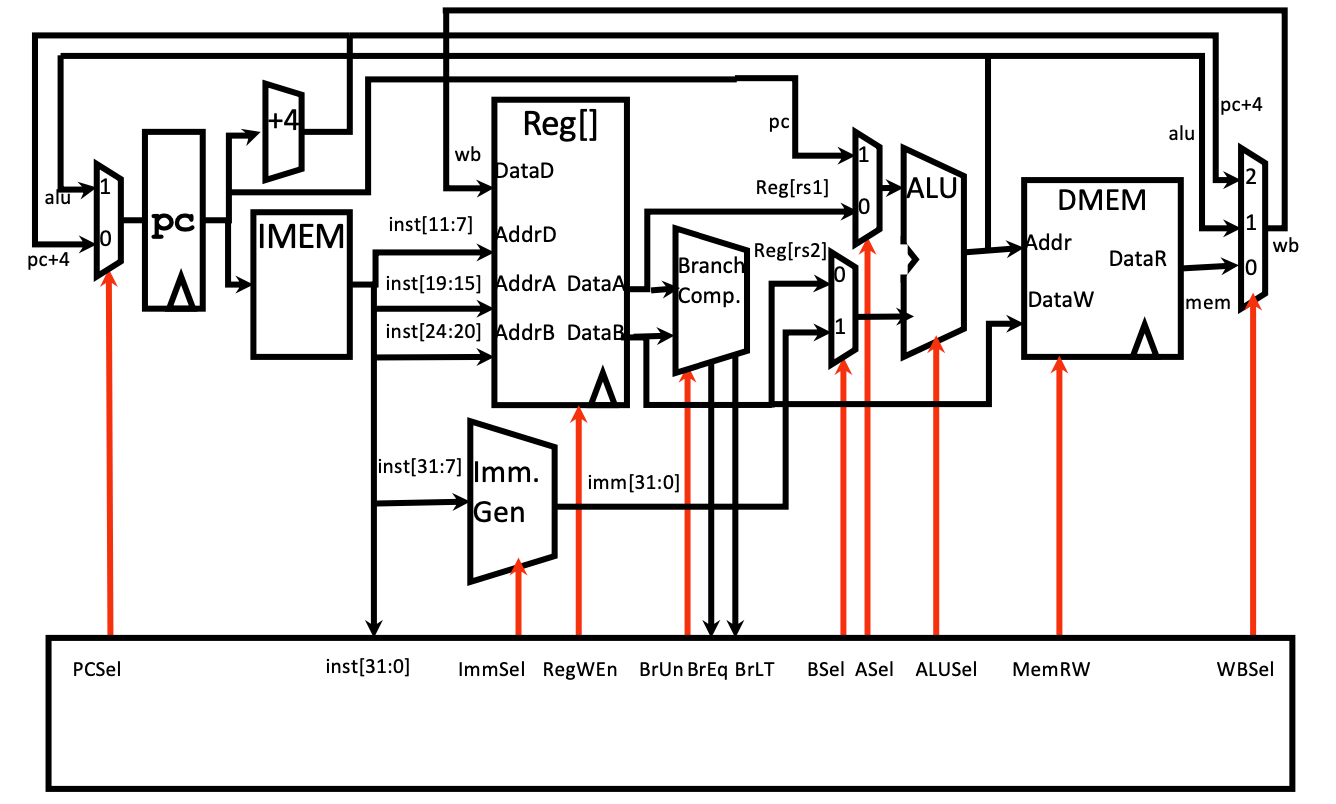 pc+4
alu
+4
Reg[]
pc
wb
DataD
alu
1
2
Reg[rs1]
ALU
DMEM
1
alu
pc
0
1
IMEM
inst[11:7]
AddrD
0
pc+4
Reg[rs2]
Addr
DataR
wb
Branch
Comp.
0
0
inst[19:15]
AddrA
DataA
mem
DataW
inst[24:20]
AddrB
DataB
1
inst[31:7]
Imm.
Gen
imm[31:0]
PCSel
inst[31:0]
ImmSel
RegWEn
BrUn
BrEq
BrLT
BSel
ASel
ALUSel
MemRW
WBSel